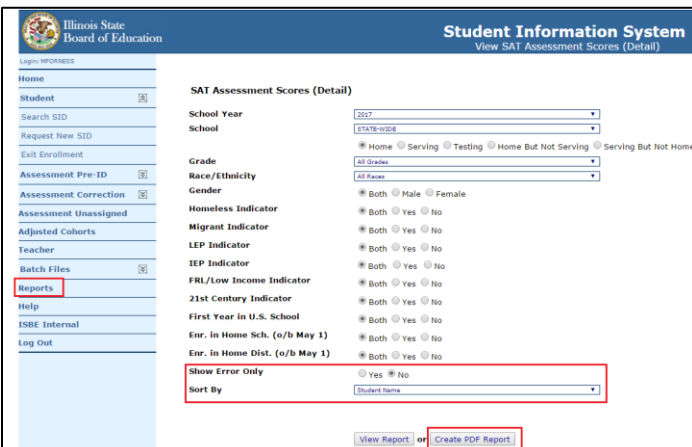 Illinois State
Board of Education
Student Information System
View SAT Assessment Scores (Detail)
Login: MFORNESS
Home
Student
Search SID
Request New SID
Exit Enrollment
Assessment Pre-ID
Assessment Correction
Assessment Unassigned
Adjusted Cohorts
Teacher
Batch Files
Reports
Help
ISBE Internal
Log Out
SAT Assessment Scores (Detail)
School Year 2017
School STATE-WIDE
Home Serving Testing Home But Not Serving Serving But Not Home
Grade All Grades
Race/Ethnicity All Races
Gender Both Male Female
Homeless Indicator Both Yes No
Migrant Indicator Both Yes No
LEP Indicator Both Yes No
IEP Indicator Both Yes No
FRL/Low Income Indicator Both Yes No
21st Century Indicator Both Yes No
First Year in U.S. School Both Yes No
Enr. in Home Sch. (o/b May 1) Both Yes No
Enr. in Home Dist. (o/b May 1) Both Yes No
Show Error Only Yes No
Sort By Student Name
View Report or Create PDF Report